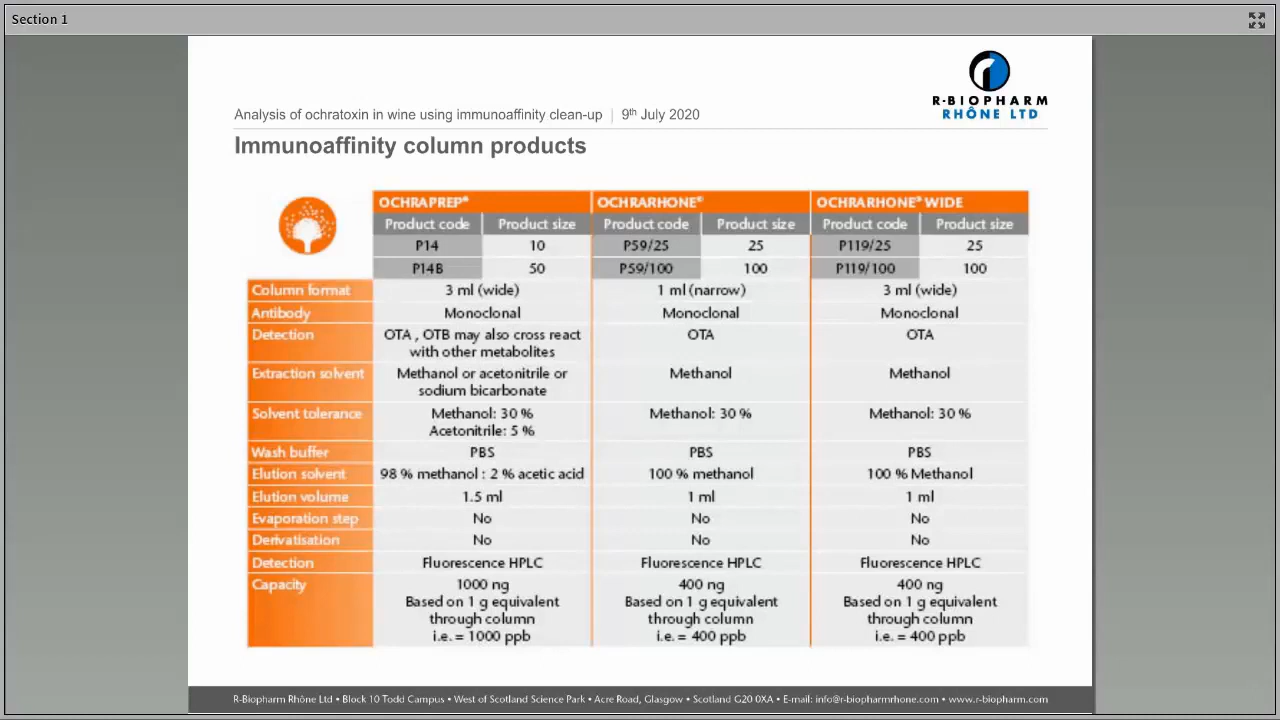 Section 1
R-BIOPHARM
RHÔNE LTD
Analysis of ochratoxin in wine using immunoaffinity clean-up | 9th July 2020
Immunoaffinity column products
OCHRAPREP® OCHRARHONE® OCHRARHONE® WIDE
Product code Product size Product code Product size Product code Product size
P14 10 P59/25 25 P119/25 25
P14B 50 P59/100 100 P119/100 100
Column format 3 ml (wide) 1 ml (narrow) 3 ml (wide)
Antibody Monoclonal Monoclonal Monoclonal
Detection OTA , OTB may also cross react OTA OTA
with other metabolites
Extraction solvent Methanol or acetonitrile or Methanol Methanol
sodium bicarbonate
Solvent tolerance Methanol: 30 % Methanol: 30 % Methanol: 30 %
Acetonitrile: 5 %
Wash buffer PBS PBS PBS
Elution solvent 98 % methanol : 2 % acetic acid 100 % methanol 100 % Methanol
Elution volume 1.5 ml 1 ml 1 ml
Evaporation step No No No
Derivatisation No No No
Detection Fluorescence HPLC Fluorescence HPLC Fluorescence HPLC
Capacity 1000 ng 400 ng 400 ng
Based on 1 g equivalent Based on 1 g equivalent Based on 1 g equivalent
through column through column through column
i.e. = 1000 ppb i.e. = 400 ppb i.e. = 400 ppb
R-Biopharm Rhône Ltd • Block 10 Todd Campus • West of Scotland Science Park • Acre Road, Glasgow • Scotland G20 0XA • E-mail: info@r-biopharmrhone.com • www.r-biopharm.com